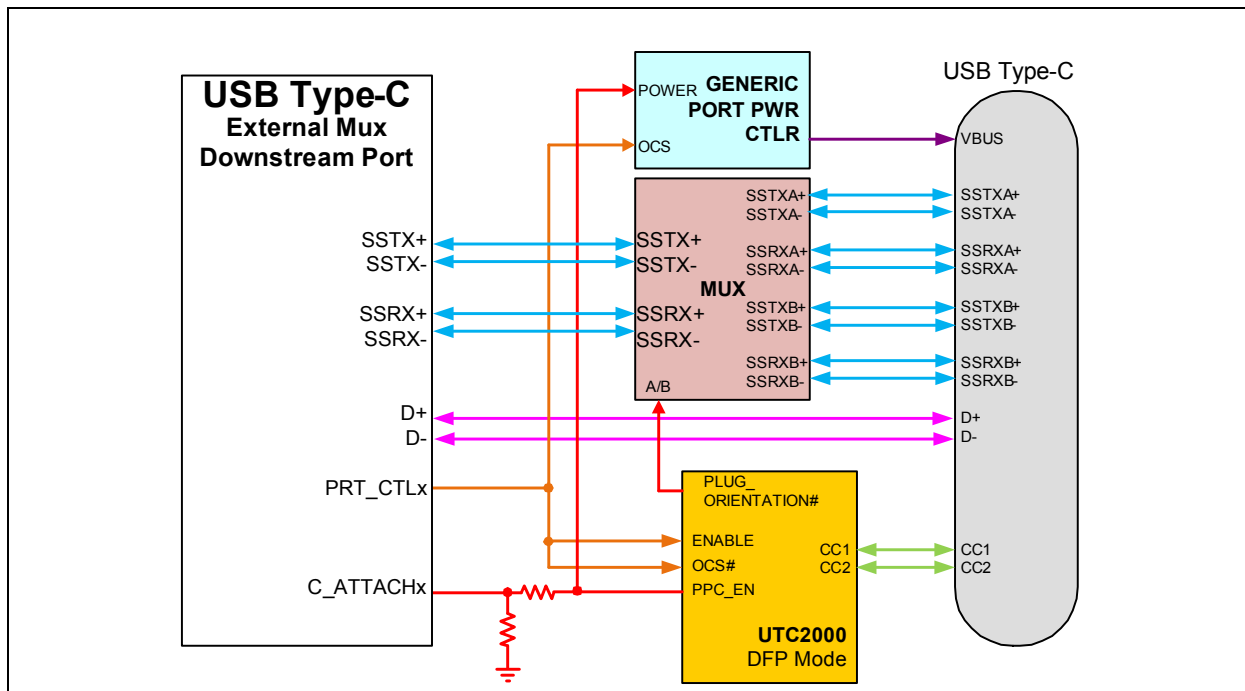 USB Type-C
External Mux
Downstream Port
SSTX+
SSTX-
SSRX+
SSRX-
D+
D-
PRT_CTLx
C_ATTACHx
POWER
OCS
GENERIC
PORT PWR
CTLR
SSTX+
SSTX-
SSRX+
SSRX-
MUX
A/B
SSTXA+
SSTXA-
SSRXA+
SSRXA-
SSTXB+
SSTXB-
SSRXB+
SSRXB-
PLUG_
ORIENTATION#
ENABLE
OCS#
PPC_EN
CC1
CC2
UTC2000
DFP Mode
USB Type-C
VBUS
SSTXA+
SSTXA-
SSRXA+
SSRXA-
SSTXB+
SSTXB-
SSRXB+
SSRXB-
D+
D-
CC1
CC2